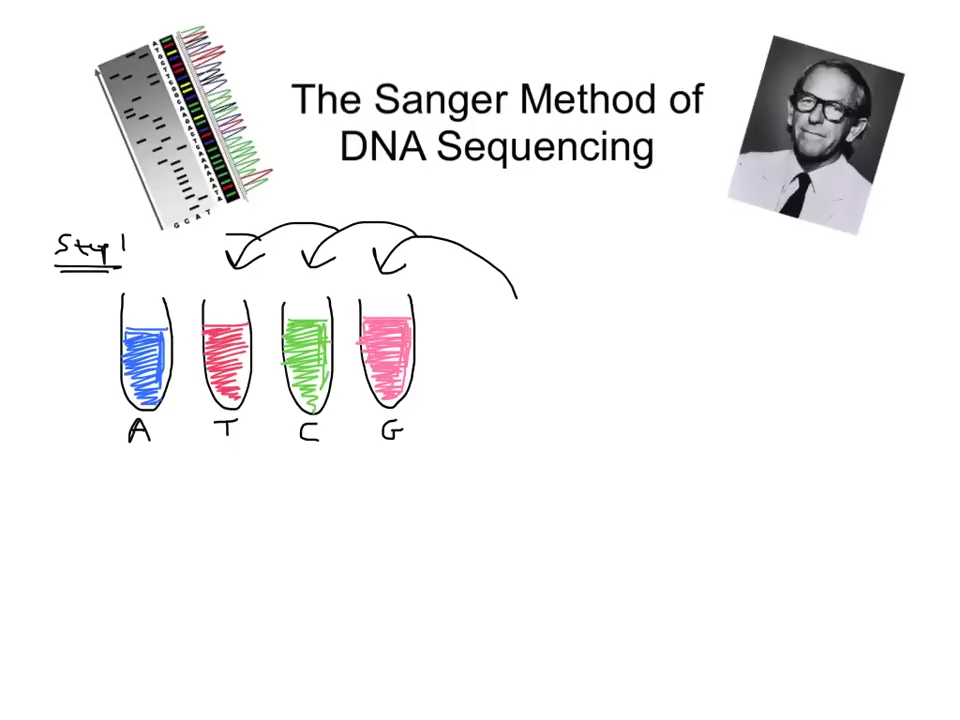 The Sanger Method of
DNA Sequencing
G C A T
Step 1
A T C G